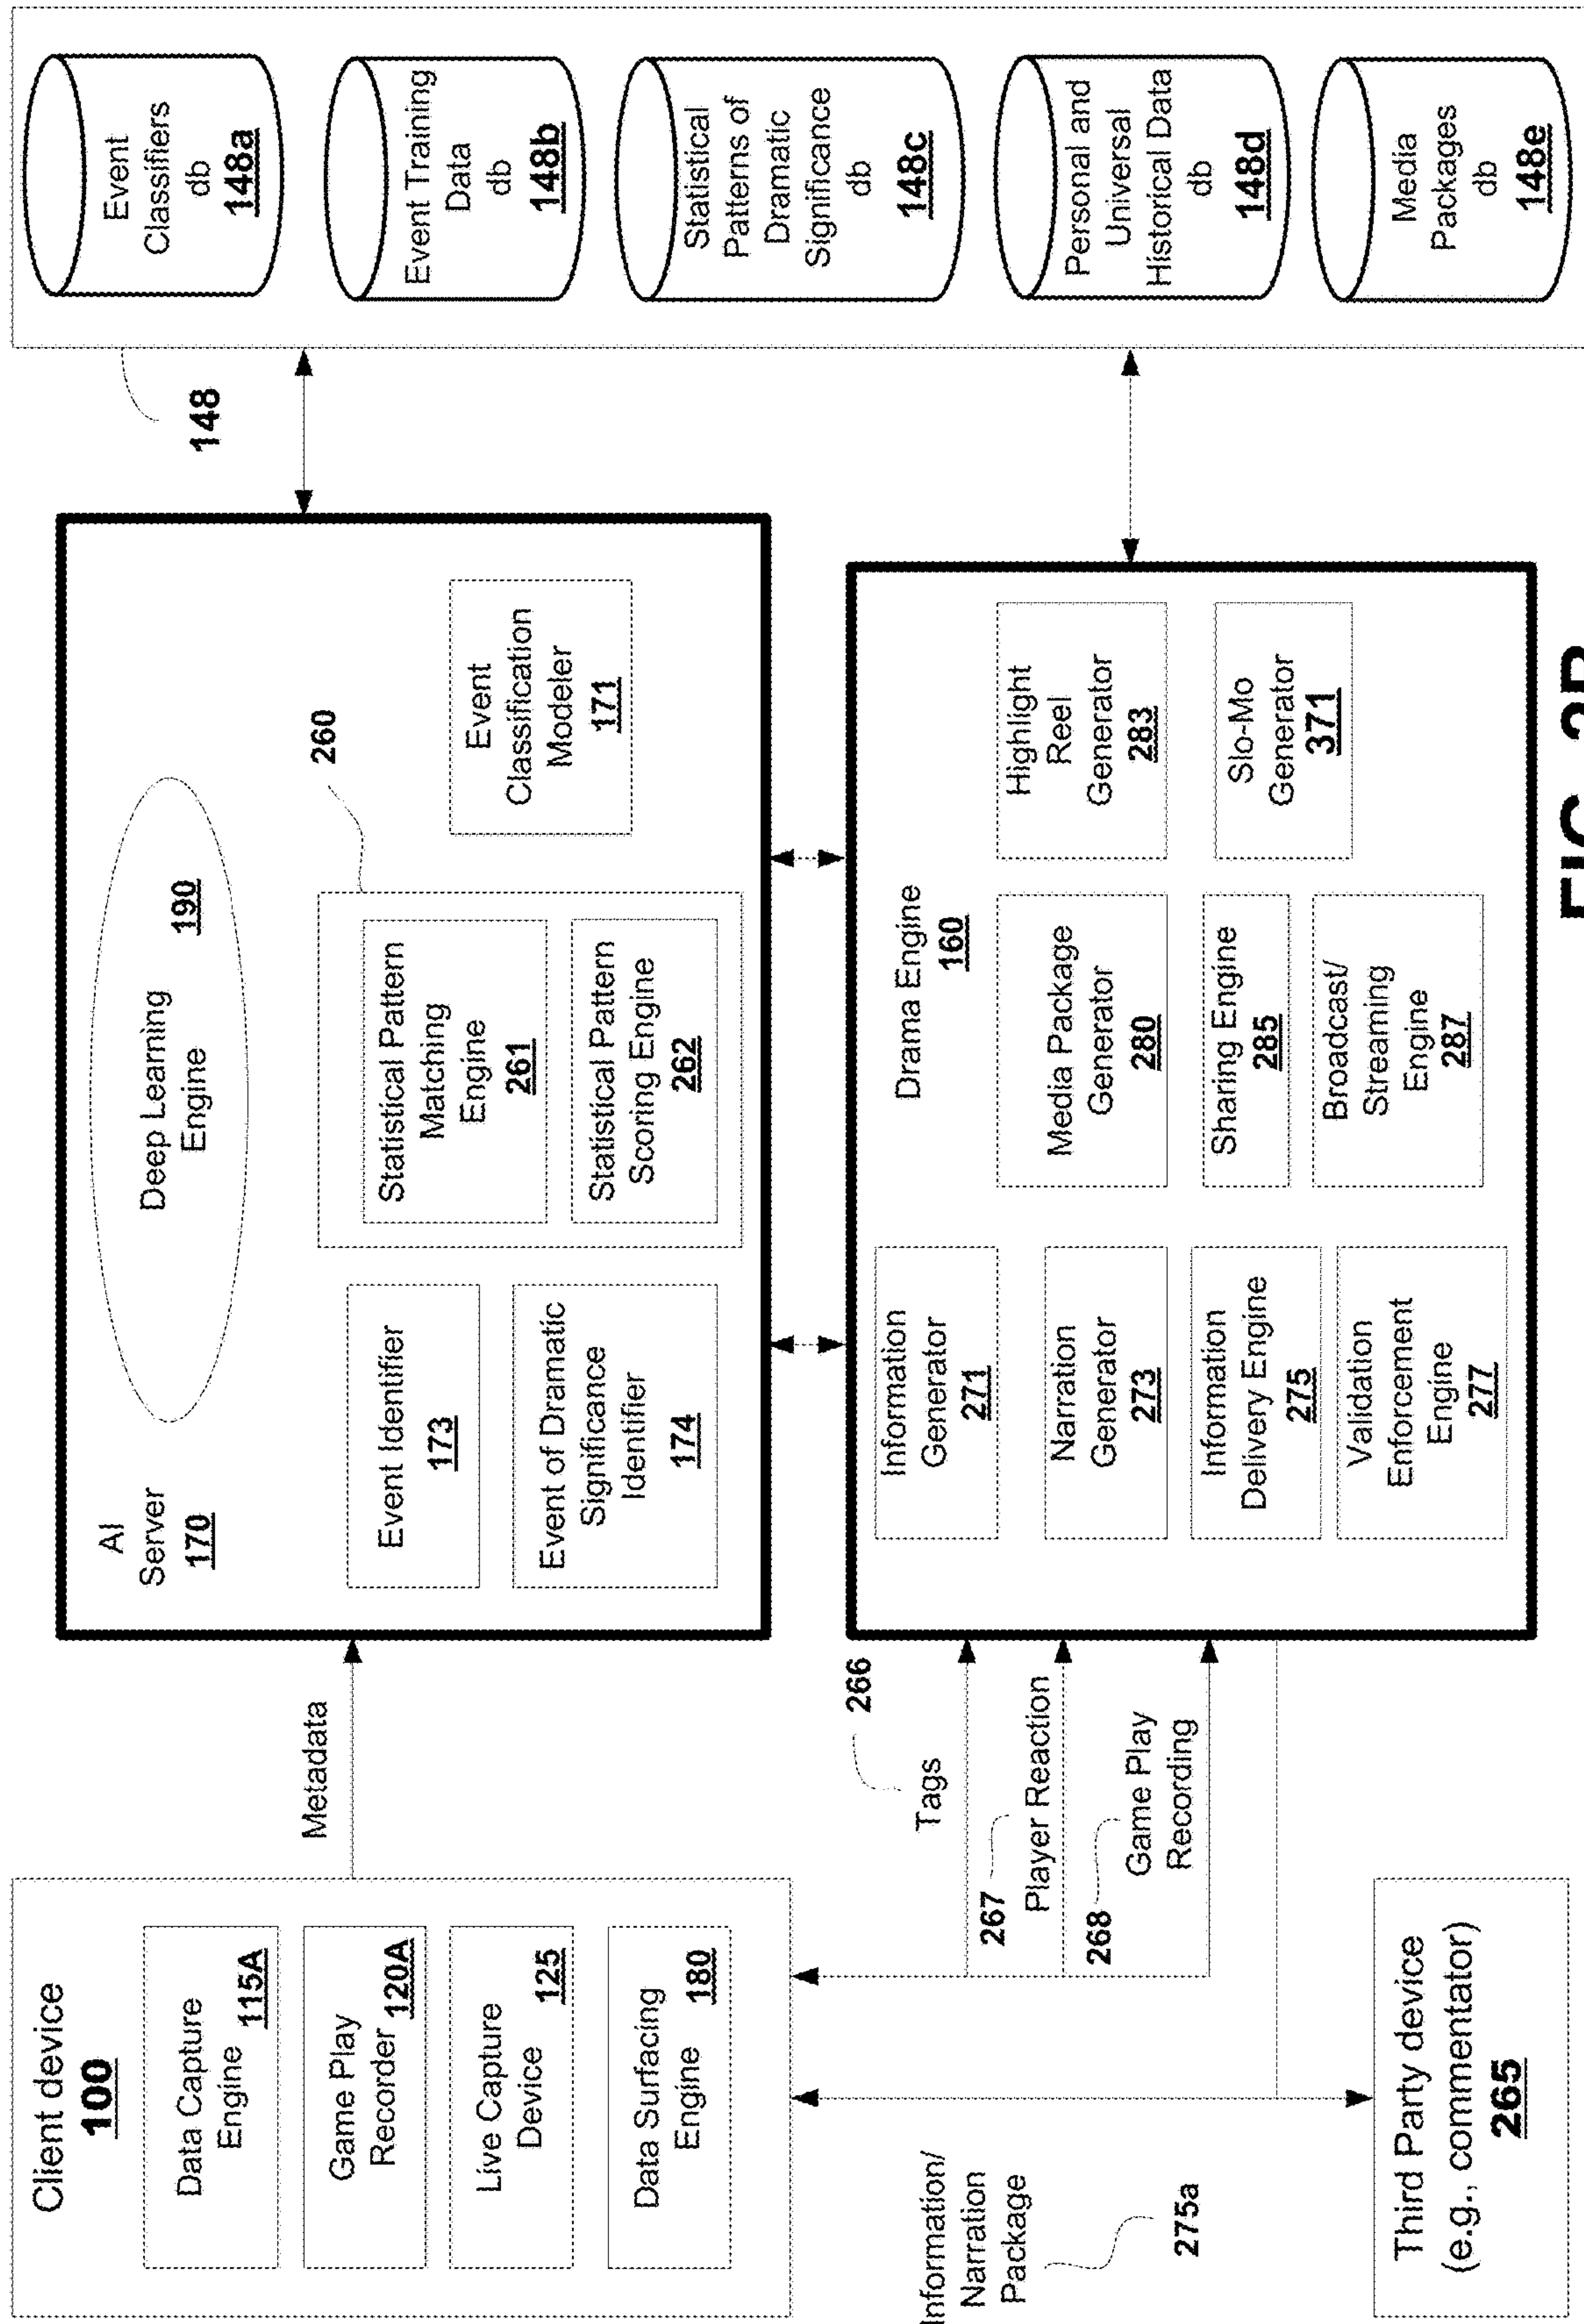 Client device
100
Data Capture
Engine 115A
Game Play
Recorder 120A
Live Capture
Device 125
Data Surfacing
Engine 180
Metadata
AI
Server
170
Deep Learning
Engine 190
Event Identifier
173
Event of Dramatic
Significance
Identifier
174
260
Statistical Pattern
Matching
Engine
261
Statistical Pattern
Scoring Engine
262
Event
Classification
Modeler
171
148
Event
Classifiers
db
148a
Event Training
Data
db
148b
Statistical
Patterns of
Dramatic
Significance
db
148c
Personal and
Universal
Historical Data
db
148d
Media
Packages
db
148e
266
Tags
267
Player Reaction
268
Game Play
Recording
Information/
Narration
Package
275a
Third Party device
(e.g., commentator)
265
Drama Engine
160
Information
Generator
271
Narration
Generator
273
Information
Delivery Engine
275
Validation
Enforcement
Engine
277
Media Package
Generator
280
Sharing Engine
285
Broadcast/
Streaming
Engine
287
Highlight
Reel
Generator
283
Slo-Mo
Generator
371
FIG.